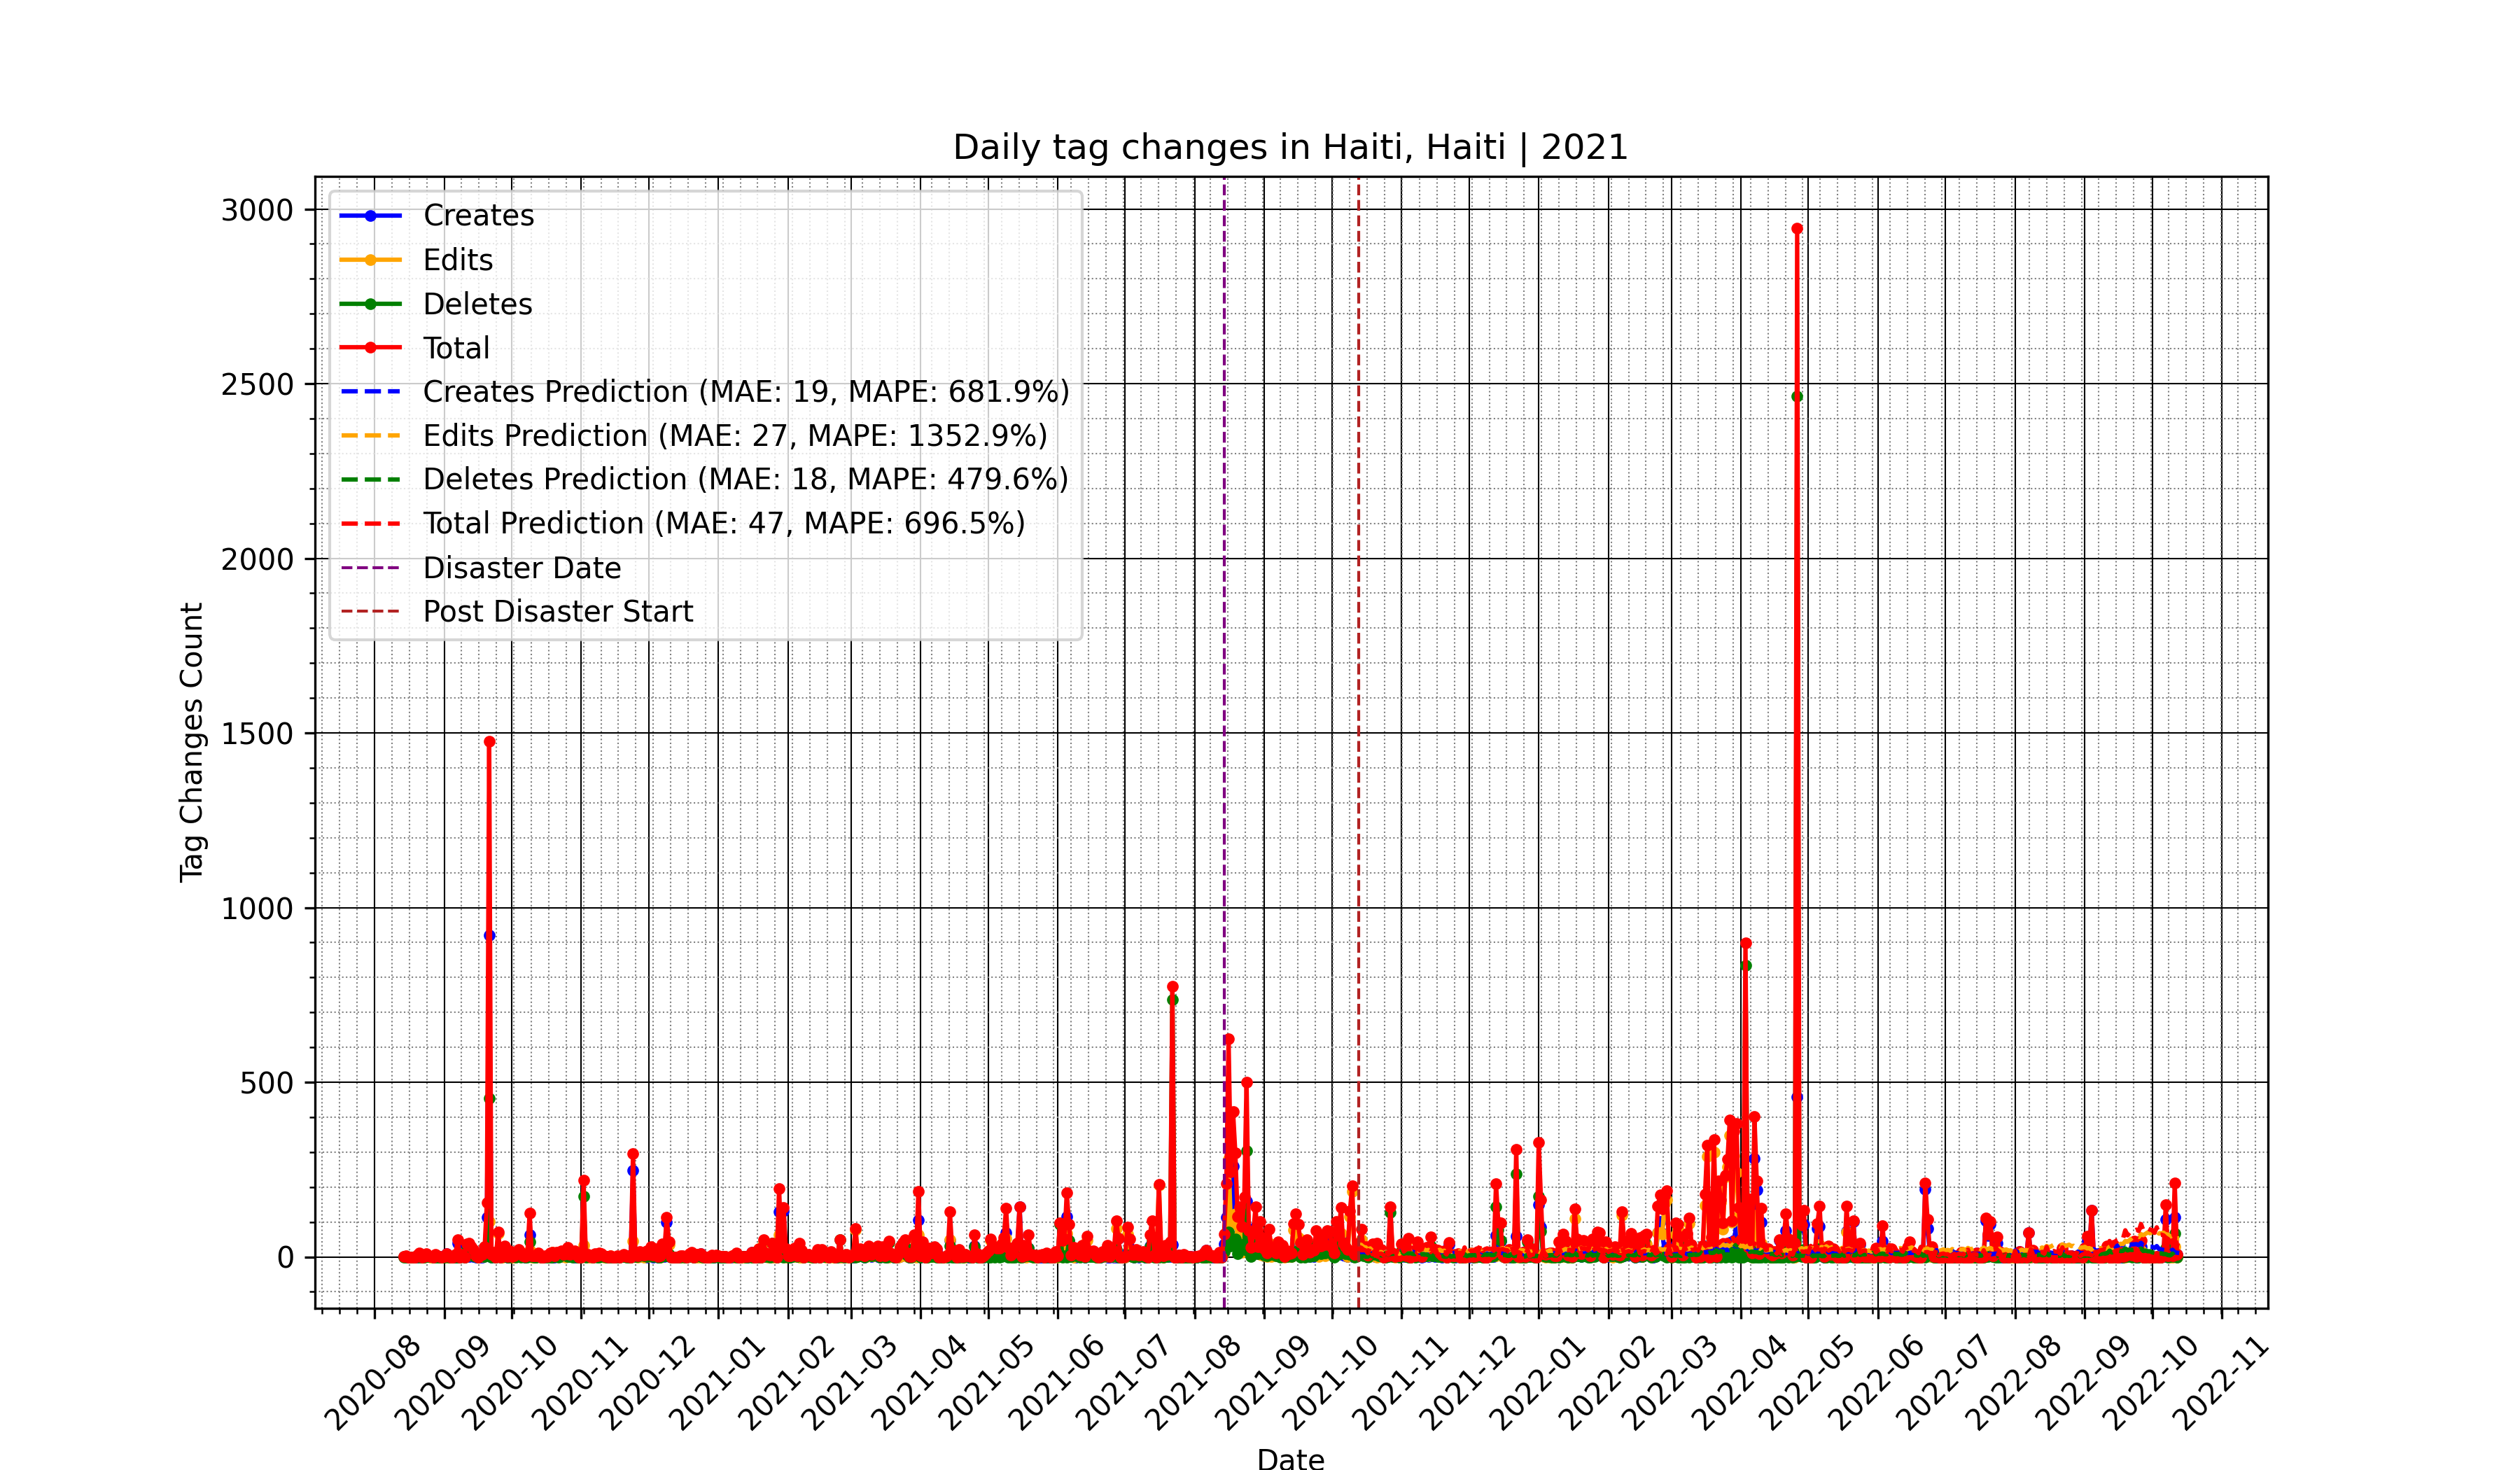 Daily tag changes in Haiti, Haiti | 2021
3000
2500
2000
1500
1000
500
0
Tag Changes Count
Creates
Edits
Deletes
Total
Creates Prediction (MAE: 19, MAPE: 681.9%)
Edits Prediction (MAE: 27, MAPE: 1352.9%)
Deletes Prediction (MAE: 18, MAPE: 479.6%)
Total Prediction (MAE: 47, MAPE: 696.5%)
Disaster Date
Post Disaster Start
2020-08
2020-09
2020-10
2020-11
2020-12
2021-01
2021-02
2021-03
2021-04
2021-05
2021-06
2021-07
2021-08
2021-09
2021-10
2021-11
2021-12
2022-01
2022-02
2022-03
2022-04
2022-05
2022-06
2022-07
2022-08
2022-09
2022-10
2022-11
Date